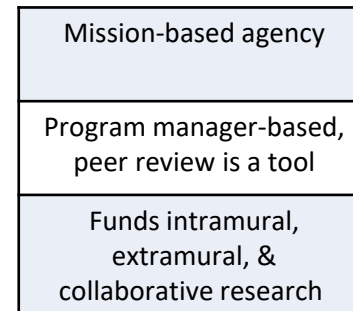 Mission-based agency
Program manager-based,
peer review is a tool
Funds intramural,
extramural, &
collaborative research